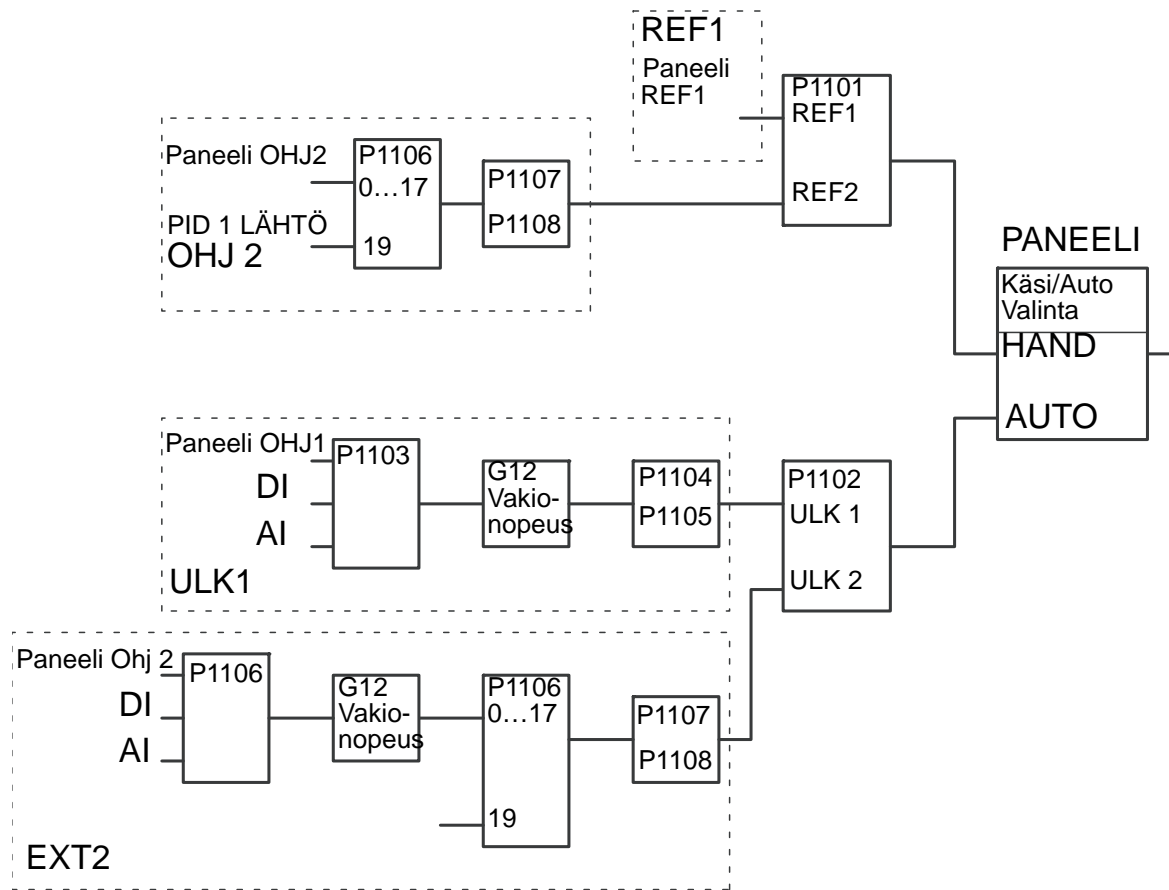 REF1
Paneeli
REF1
P1101
REF1
REF2
Paneeli OHJ2
P1106
0…17
19
PID 1 LÄHTÖ
OHJ 2
P1107
P1108
PANEELI
Käsi/Auto
Valinta
HAND
AUTO
Paneeli OHJ1
DI
AI
P1103
G12
Vakio-
nopeus
P1104
P1105
ULK1
P1102
ULK 1
ULK 2
Paneeli Ohj 2
DI
AI
P1106
G12
Vakio-
nopeus
P1106
0…17
19
P1107
P1108
EXT2